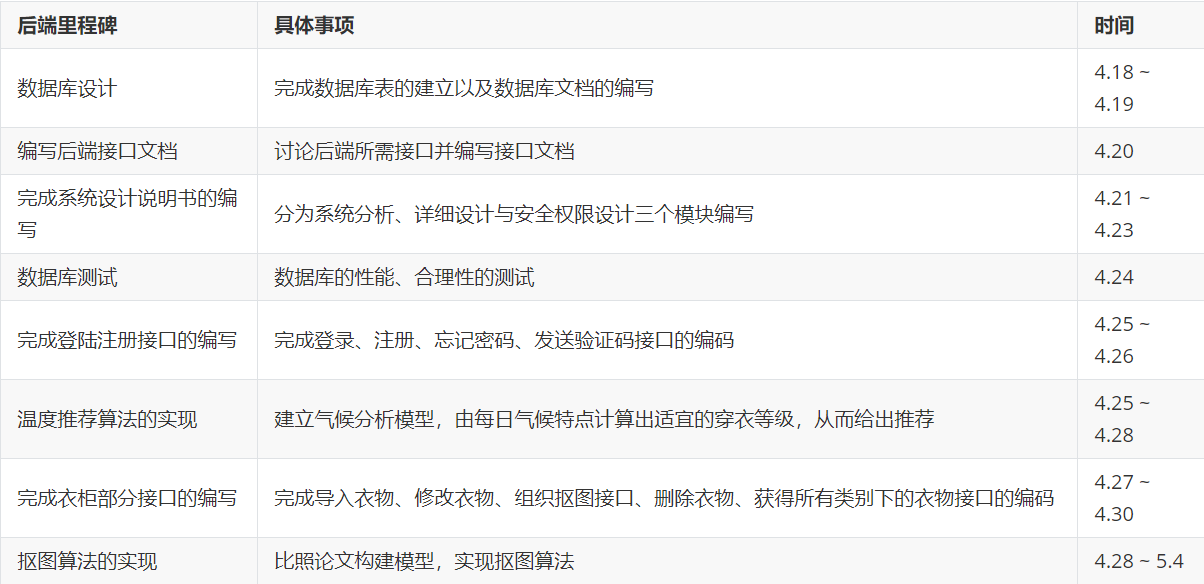 后端里程碑 具体事项 时间
数据库设计 完成数据库表的建立以及数据库文档的编写 4.18 ~
4.19
编写后端接口文档 讨论后端所需接口并编写接口文档 4.20
完成系统设计说明书的编
写 分为系统分析、详细设计与安全权限设计三个模块编写 4.21 ~
4.23
数据库测试 数据库的性能、合理性的测试 4.24
完成登陆注册接口的编写 完成登录、注册、忘记密码、发送验证码接口的编码 4.25 ~
4.26
温度推荐算法的实现 建立气候分析模型，由每日气候特点计算出适宜的穿衣等级，从而给出推荐 4.25 ~
4.28
完成衣柜部分接口的编写 完成导入衣物、修改衣物、组织抠图接口、删除衣物、获得所有类别下的衣物接口的编码 4.27 ~
4.30
抠图算法的实现 比照论文构建模型，实现抠图算法 4.28 ~ 5.4